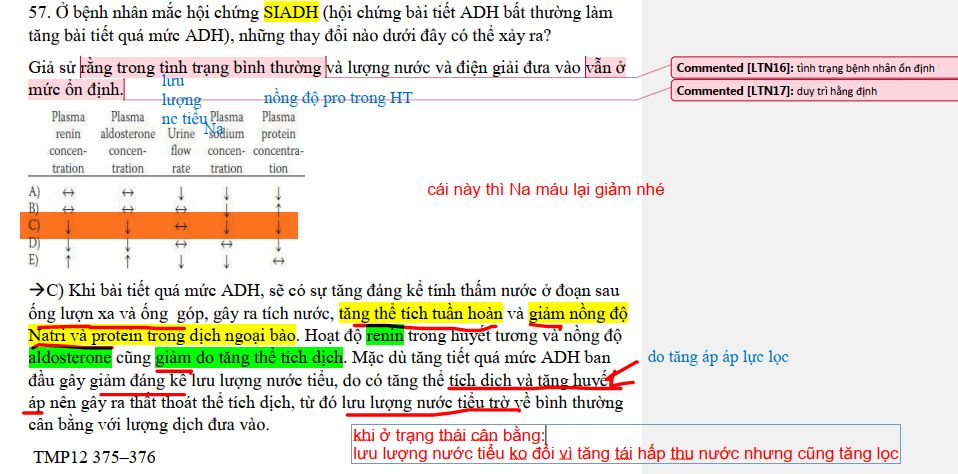 57. Ở bệnh nhân mắc hội chứng SIADH (hội chứng bài tiết ADH bất thường làm
tăng bài tiết quá mức ADH), những thay đổi nào dưới đây có thể xảy ra?
Giả sử rằng trong tình trạng bình thường và lượng nước và điện giải đưa vào vẫn ở
mức ổn định.
Commented [LTN16]: tình trạng bệnh nhân ổn định
Commented [LTN17]: duy trì hằng định
lưu
lượng
nc tiểu
Na
nồng độ pro trong HT
Plasma Plasma Plasma Plasma
renin aldosterone Urine sodium protein
concen- concen- flow concen- concentra-
tration tration rate tration tion
A) ↔ ↔ ↓ ↓ ↓
B) ↔ ↔ ↔ ↓ ↑
C) ↓ ↓ ↔ ↓ ↓
D) ↓ ↓ ↔ ↔ ↓
E) ↑ ↑ ↓ ↓ ↔
cái này thì Na máu lại giảm nhé
→C) Khi bài tiết quá mức ADH, sẽ có sự tăng đáng kể tính thấm nước ở đoạn sau
ống lượn xa và ống góp, gây ra tích nước, tăng thể tích tuần hoàn và giảm nồng độ
Natri và protein trong dịch ngoại bào. Hoạt độ renin trong huyết tương và nồng độ
aldosterone cũng giảm do tăng thể tích dịch. Mặc dù tăng tiết quá mức ADH ban
đầu gây giảm đáng kể lưu lượng nước tiểu, do có tăng thể tích dịch và tăng huyết
áp nên gây ra thất thoát thể tích dịch, từ đó lưu lượng nước tiểu trở về bình thường
cân bằng với lượng dịch đưa vào.
do tăng áp áp lực lọc
khi ở trạng thái cân bằng:
lưu lượng nước tiểu ko đổi vì tăng tái hấp thu nước nhưng cũng tăng lọc
TMP12 375–376